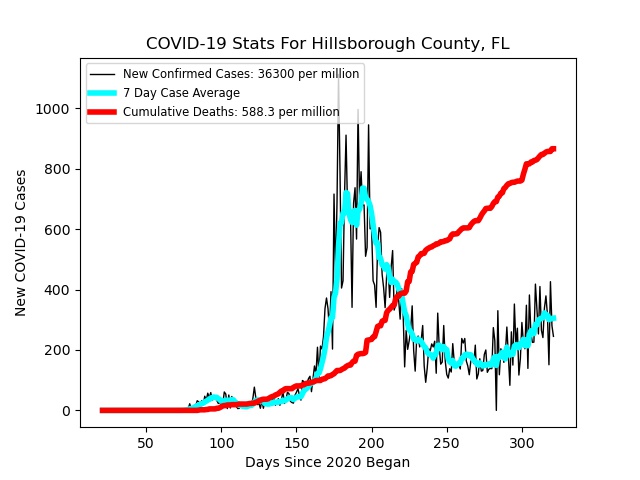 COVID-19 Stats For Hillsborough County, FL
New Confirmed Cases: 36300 per million
7 Day Case Average
Cumulative Deaths: 588.3 per million
New COVID-19 Cases
1000
800
600
400
200
0
50 100 150 200 250 300
Days Since 2020 Began